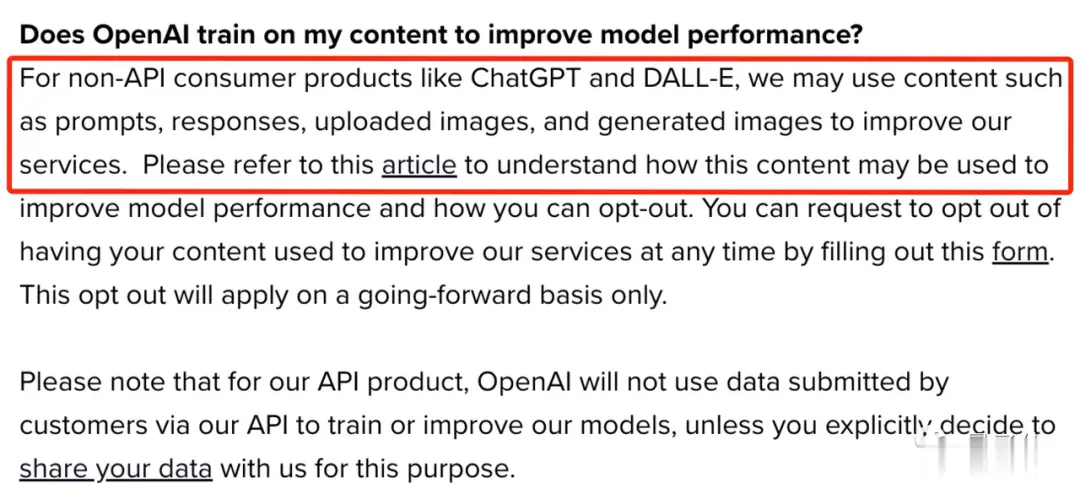 Does OpenAI train on my content to improve model performance?
For non-API consumer products like ChatGPT and DALL-E, we may use content such
as prompts, responses, uploaded images, and generated images to improve our
services.  Please refer to this article to understand how this content may be used to
improve model performance and how you can opt-out. You can request to opt out of
having your content used to improve our services at any time by filling out this form.
This opt out will apply on a going-forward basis only.
Please note that for our API product, OpenAI will not use data submitted by
customers via our API to train or improve our models, unless you explicitly decide to
share your data with us for this purpose.